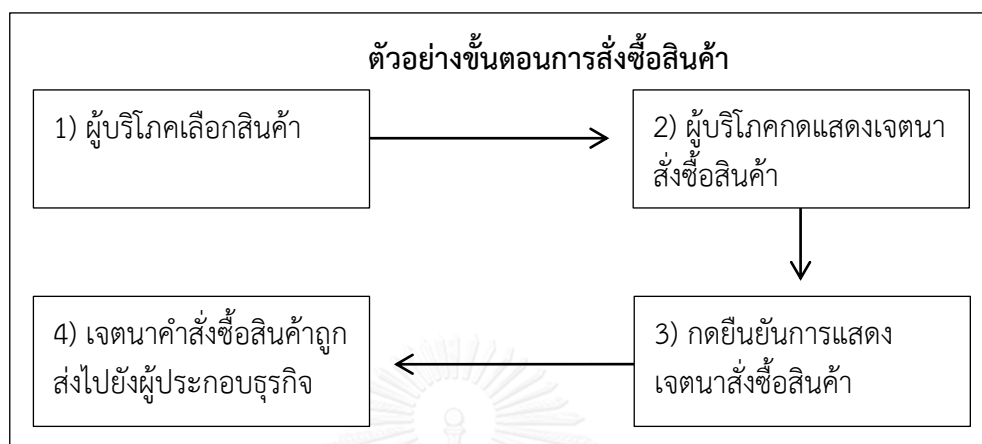 ตัวอย่างขั้นตอนการสั่งซื้อสินค้า
1) ผู้บริโภคเลือกสินค้า
2) ผู้บริโภคกดแสดงเจตนา
สั่งซื้อสินค้า
3) กดยืนยันการแสดง
เจตนาสั่งซื้อสินค้า
4) เจตนาคำสั่งซื้อสินค้าถูก
ส่งไปยังผู้ประกอบธุรกิจ